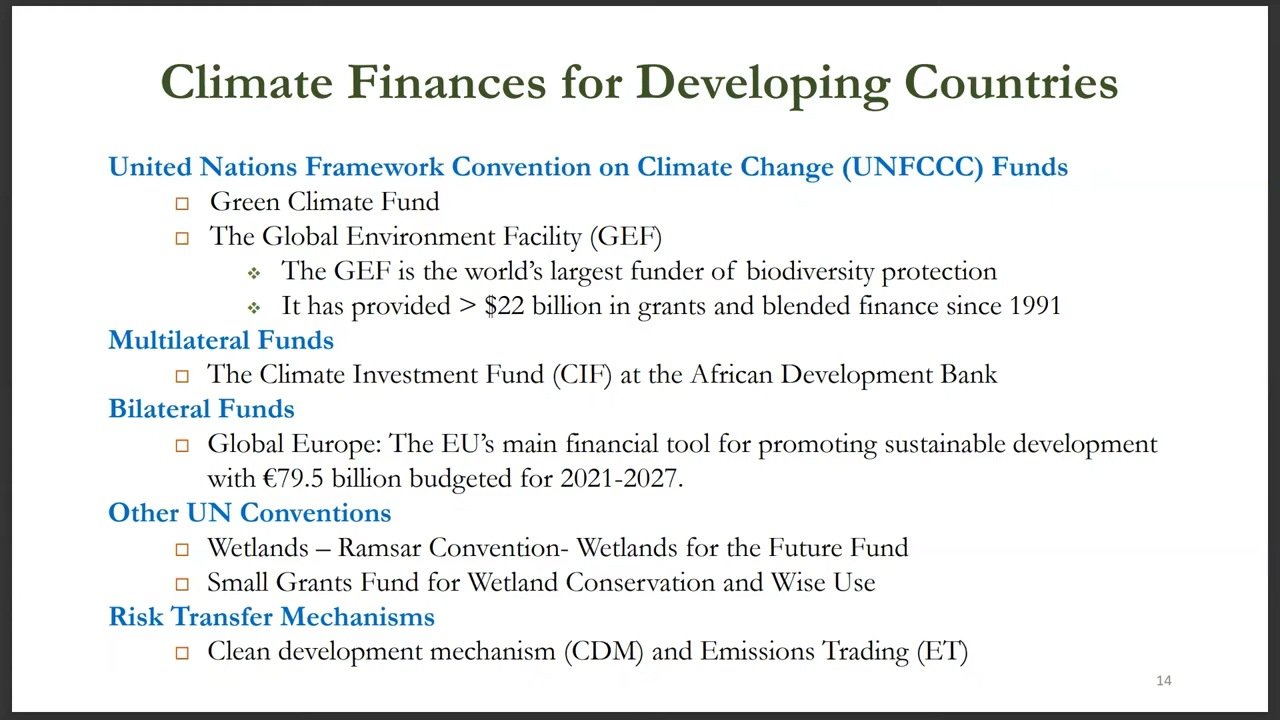 Climate Finances for Developing Countries
United Nations Framework Convention on Climate Change (UNFCCC) Funds
Green Climate Fund
The Global Environment Facility (GEF)
The GEF is the world's largest funder of biodiversity protection
It has provided > $22 billion in grants and blended finance since 1991
Multilateral Funds
The Climate Investment Fund (CIF) at the African Development Bank
Bilateral Funds
Global Europe: The EU's main financial tool for promoting sustainable development
with €79.5 billion budgeted for 2021-2027.
Other UN Conventions
Wetlands – Ramsar Convention- Wetlands for the Future Fund
Small Grants Fund for Wetland Conservation and Wise Use
Risk Transfer Mechanisms
Clean development mechanism (CDM) and Emissions Trading (ET)
14